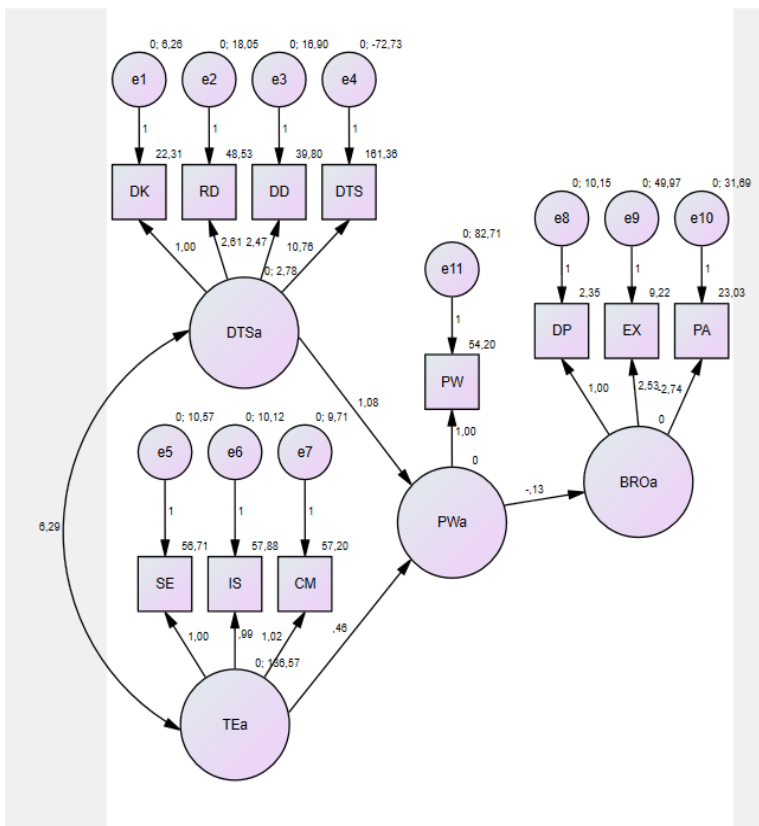 0; 6,26
0; 18,05
0; 16,90
0; -72,73
e1
e2
e3
e4
1
1
1
1
22,31
48,53
39,80
161,36
DK
RD
DD
DTS
1,00
2,61
2,47
10,76
0; 2,78
DTSa
0; 10,15
0; 49,97
0; 31,69
e8
e9
e10
1
1
1
2,35
9,22
23,03
DP
EX
PA
1,00
2,53
-2,74
0
BROa
0; 82,71
e11
1
54,20
PW
1,00
0
PWa
1,08
-,13
,46
6,29
0; 10,57
0; 10,12
0; 9,71
e5
e6
e7
1
1
1
56,71
57,88
57,20
SE
IS
CM
1,00
,99
1,02
0; 136,57
TEa